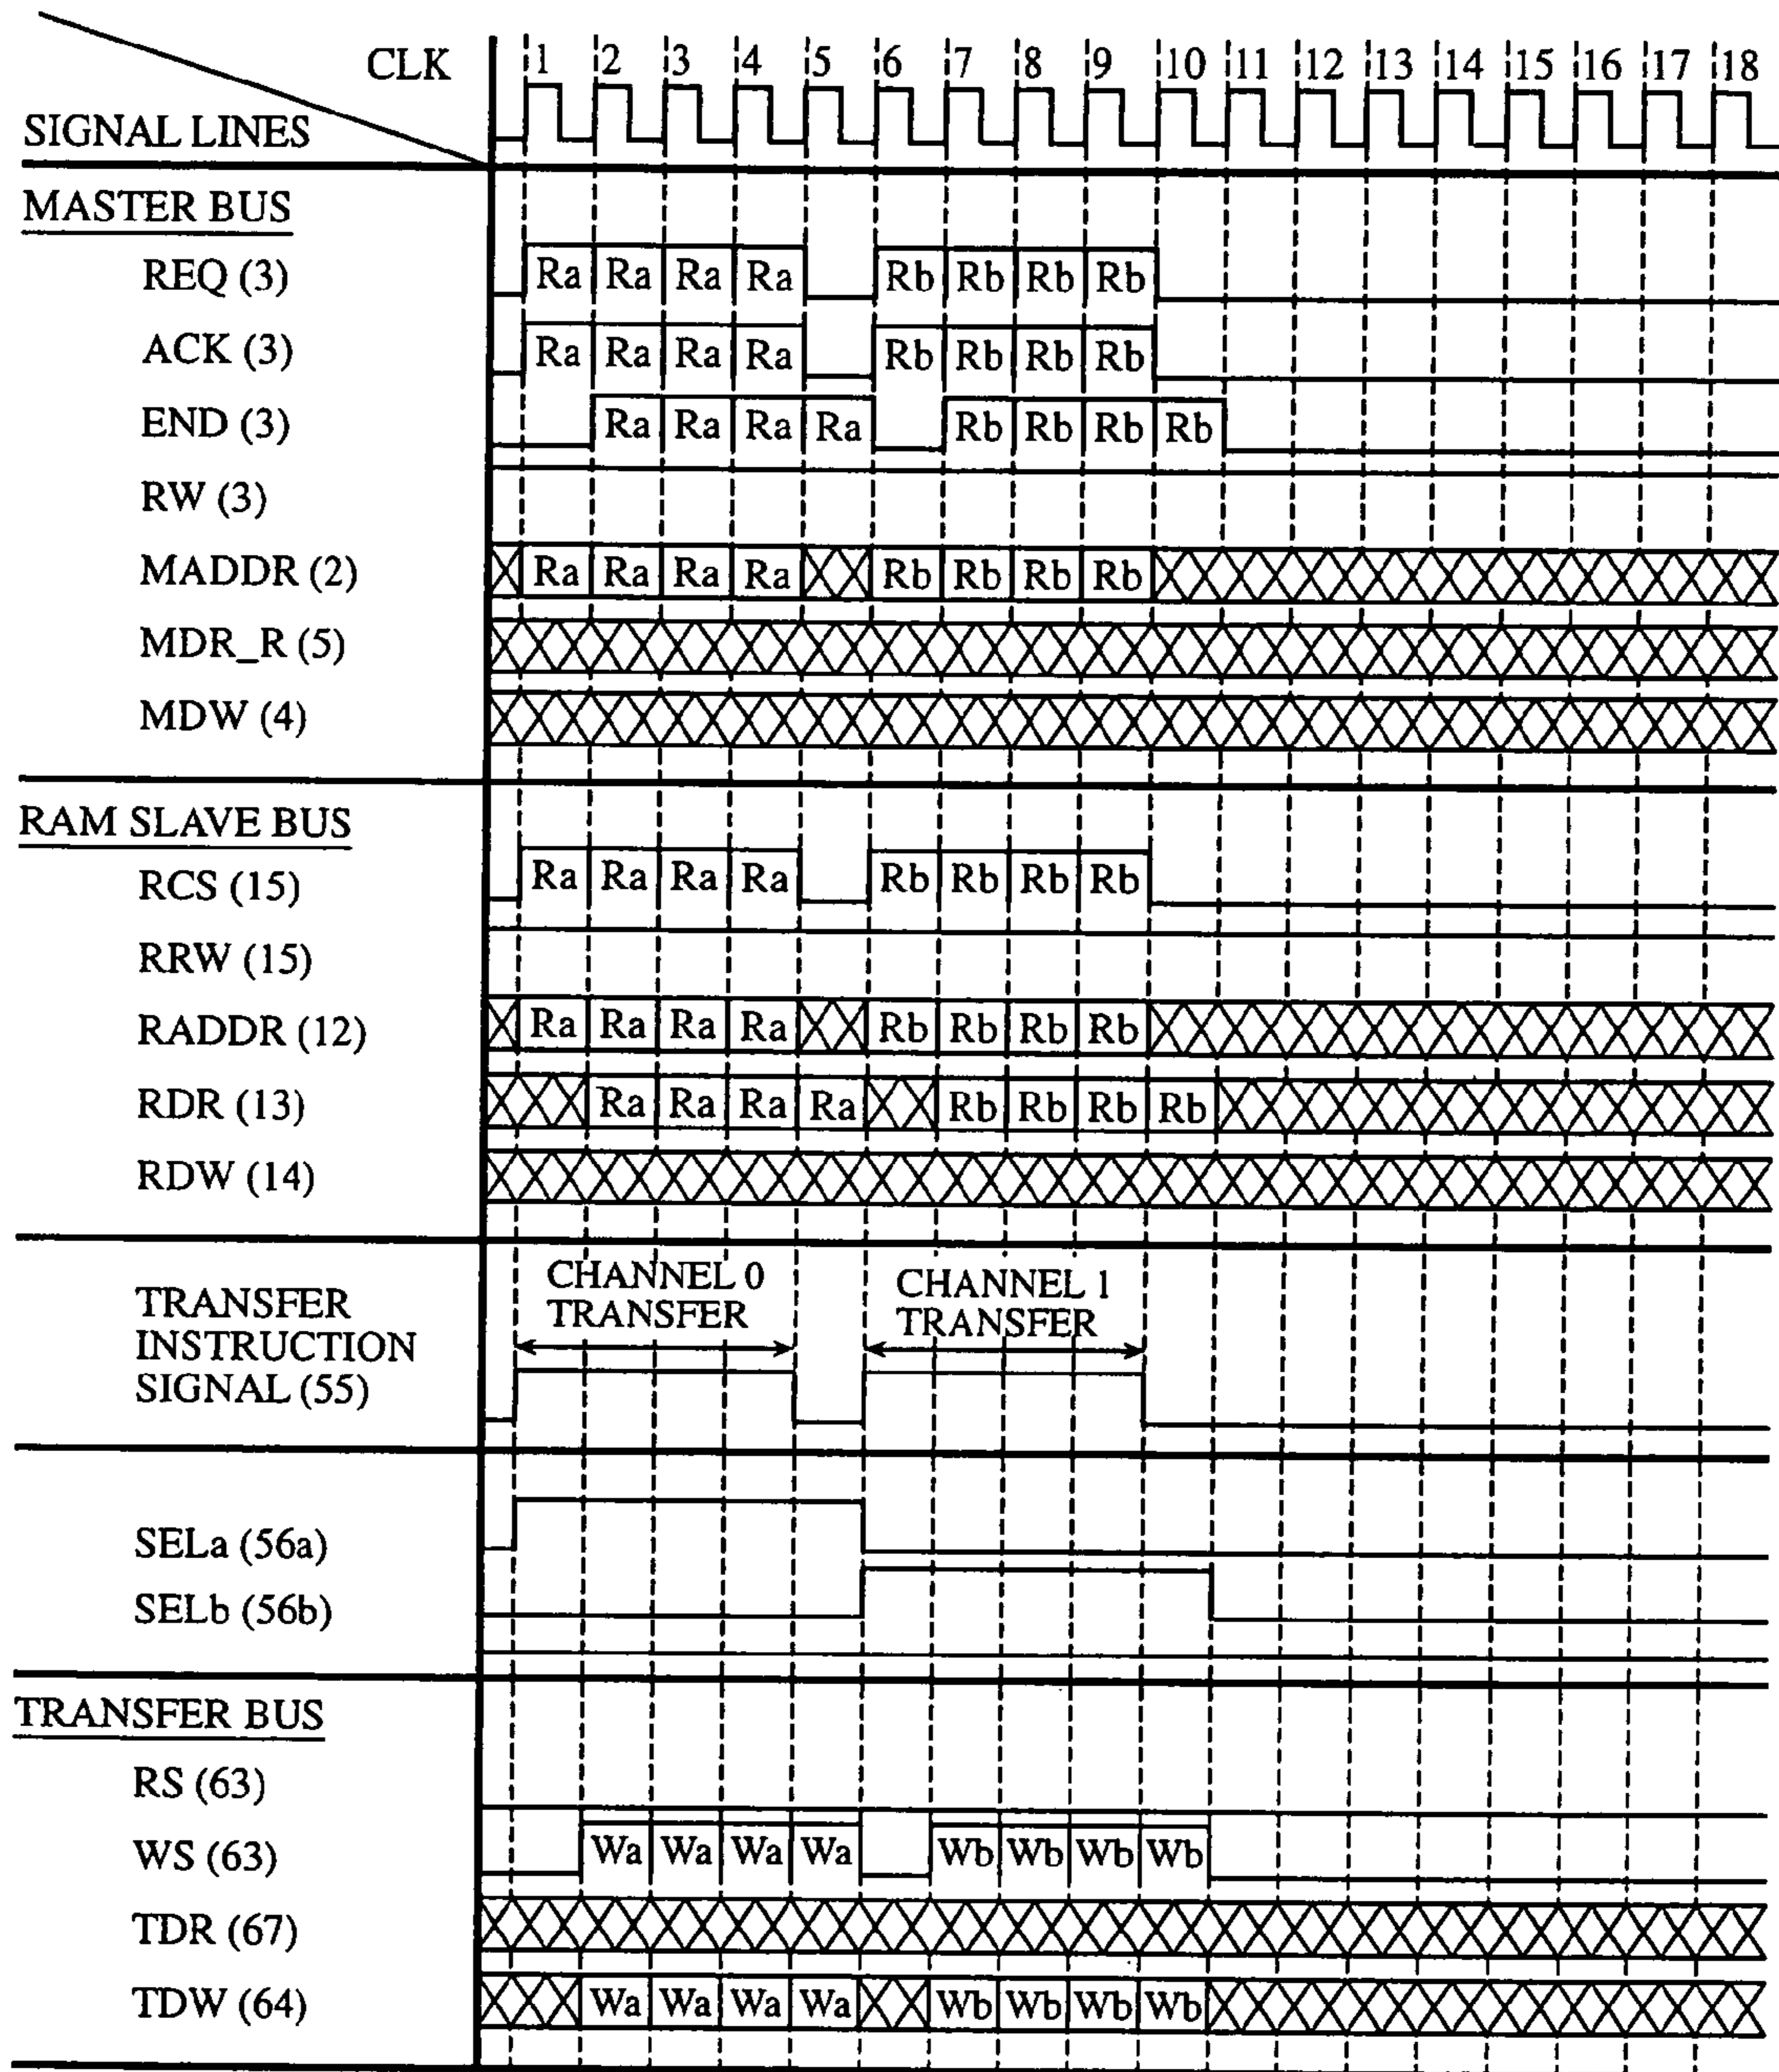 CLK 1 2 3 4 5 6 7 8 9 10 11 12 13 14 15 16 17 18
SIGNAL LINES
MASTER BUS
REQ (3) Ra Ra Ra Ra Rb Rb Rb Rb
ACK (3) Ra Ra Ra Ra Rb Rb Rb Rb
END (3) Ra Ra Ra Ra Rb Rb Rb Rb
RW (3)
MADDR (2) Ra Ra Ra Ra Rb Rb Rb Rb
MDR_R (5)
MDW (4)
RAM SLAVE BUS
RCS (15) Ra Ra Ra Ra Rb Rb Rb Rb
RRW (15)
RADDR (12) Ra Ra Ra Ra Rb Rb Rb Rb
RDR (13) Ra Ra Ra Ra Rb Rb Rb Rb
RDW (14)
TRANSFER
INSTRUCTION
SIGNAL (55)
CHANNEL 0
TRANSFER
CHANNEL 1
TRANSFER
SELa (56a)
SELb (56b)
TRANSFER BUS
RS (63)
WS (63) Wa Wa Wa Wa Wb Wb Wb Wb
TDR (67)
TDW (64) Wa Wa Wa Wa Wb Wb Wb Wb